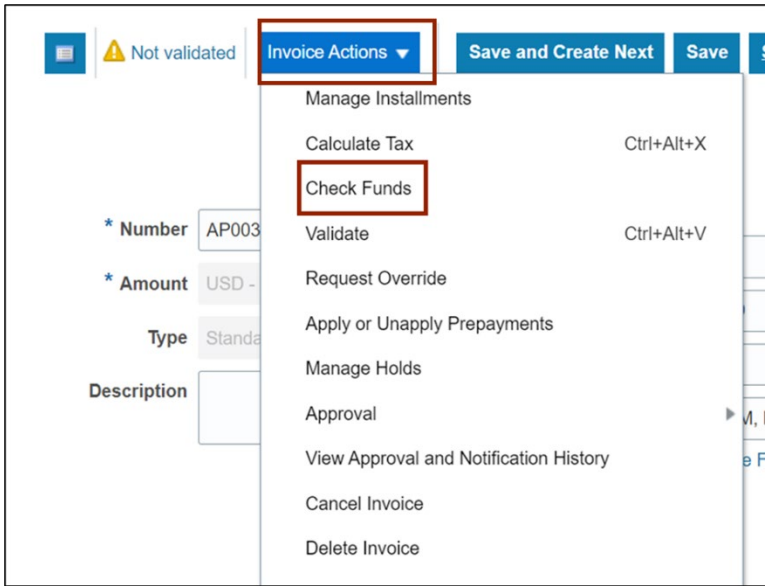 Not validated Invoice Actions Save and Create Next Save
Manage Installments
Calculate Tax Ctrl+Alt+X
Check Funds
* Number AP003
Validate Ctrl+Alt+V
* Amount USD -
Request Override
Type Standa
Apply or Unapply Prepayments
Manage Holds
Description
Approval
M,
View Approval and Notification History
e F
Cancel Invoice
Delete Invoice